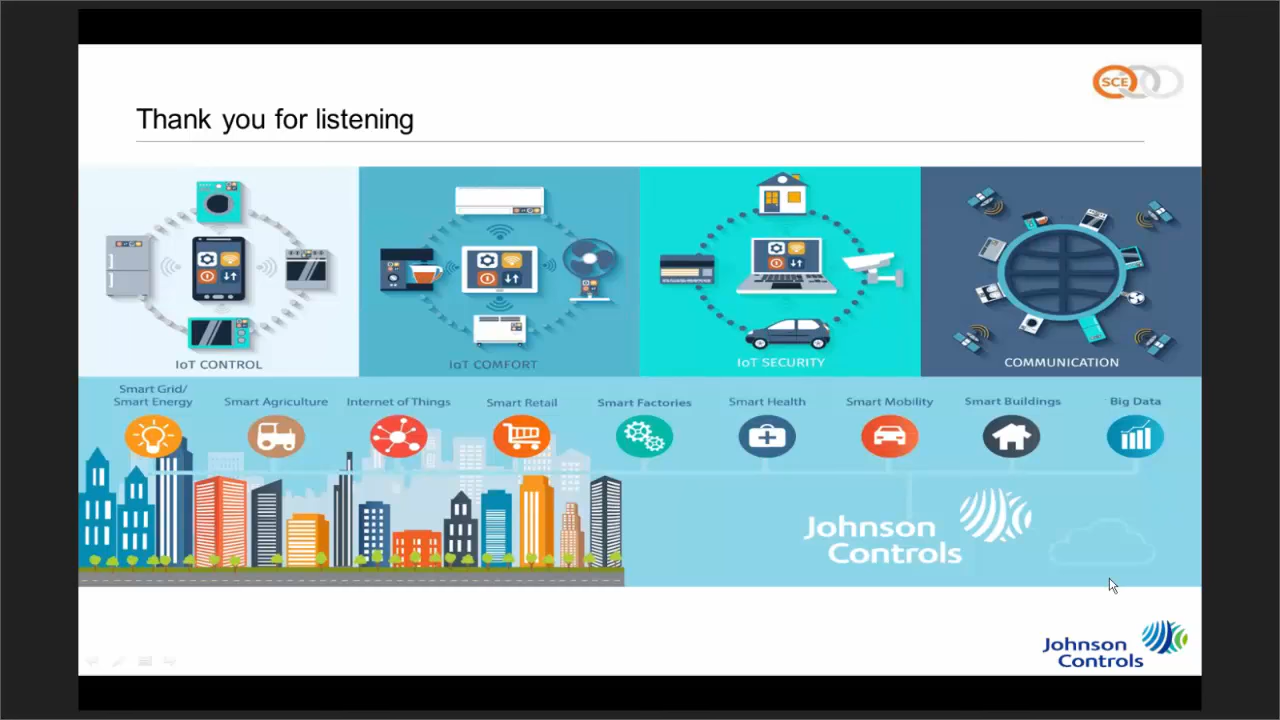 SCE
Thank you for listening
IoT CONTROL
IoT COMFORT
IoT SECURITY
COMMUNICATION
Smart Grid/
Smart Energy
Smart Agriculture
Internet of Things
Smart Retail
Smart Factories
Smart Health
Smart Mobility
Smart Buildings
Big Data
Johnson
Controls
Johnson
Controls